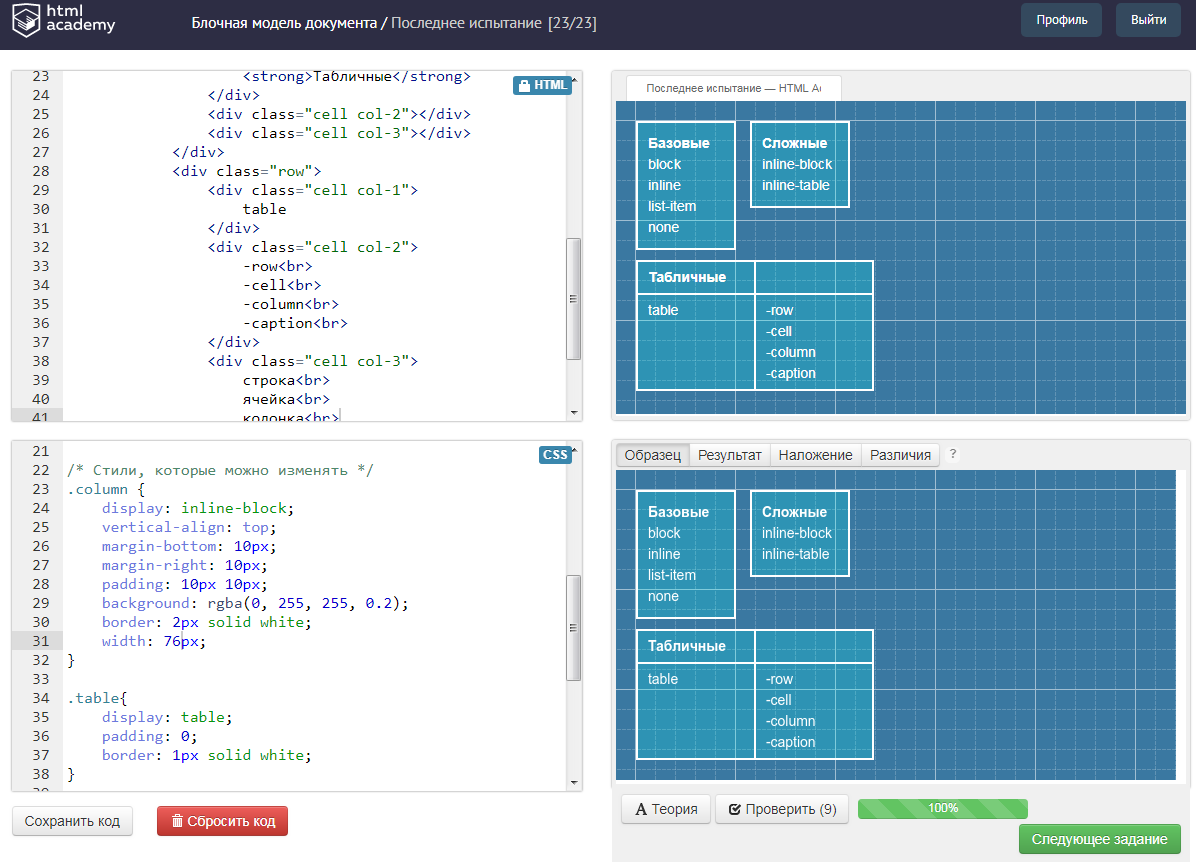 html
academy
Блочная модель документа / Последнее испытание [23/23]
Профиль
Выйти
23 <strong>Табличные</strong>
HTML
24 </div>
25 <div class="cell col-2"></div>
26 <div class="cell col-3"></div>
27 </div>
28 <div class="row">
29 <div class="cell col-1">
30 table
31 </div>
32 <div class="cell col-2">
33 -row<br>
34 -cell<br>
35 -column<br>
36 -caption<br>
37 </div>
38 <div class="cell col-3">
39 строка<br>
40 ячейка<br>
41 колонка<br>
Последнее испытание — HTML Ac
Базовые
block
inline
list-item
none
Сложные
inline-block
inline-table
Табличные
table
-row
-cell
-column
-caption
21
CSS
22 /* Стили, которые можно изменять */
23 .column {
24 display: inline-block;
25 vertical-align: top;
26 margin-bottom: 10px;
27 margin-right: 10px;
28 padding: 10px 10px;
29 background: rgba(0, 255, 255, 0.2);
30 border: 2px solid white;
31 width: 76px;
32 }
33
34 .table{
35 display: table;
36 padding: 0;
37 border: 1px solid white;
38 }
Образец
Результат
Наложение
Различия
?
Базовые
block
inline
list-item
none
Сложные
inline-block
inline-table
Табличные
table
-row
-cell
-column
-caption
Сохранить код
Сбросить код
A Теория
Проверить (9)
100%
Следующее задание